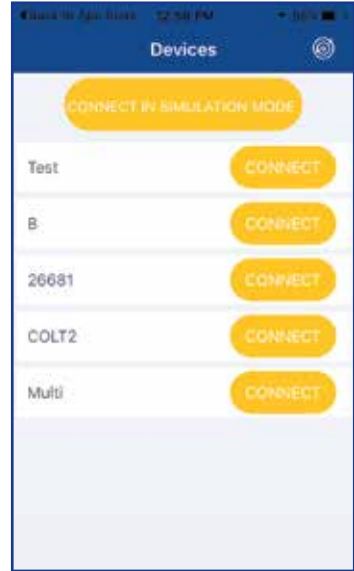 12:58 PM
Devices
CONNECT IN SIMULATION MODE
Test
CONNECT
B
CONNECT
26681
CONNECT
COLT2
CONNECT
Multi
CONNECT